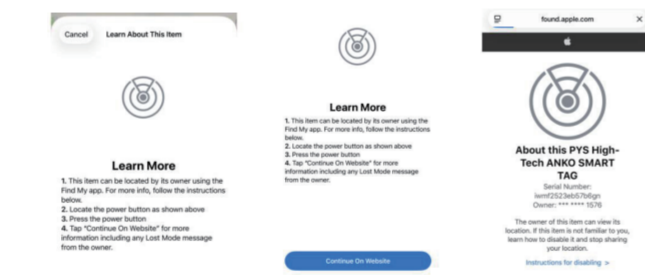 Cancel
Learn About This Item
Learn More
1. This item can be located by its owner using the
Find My app. For more info, follow the instructions
below.
2. Locate the power button as shown above
3. Press the power button
4. Tap "Continue On Website" for more
information including any Lost Mode message
from the owner.
Learn More
1. This item can be located by its owner using the
Find My app. For more info, follow the instructions
below.
2. Locate the power button as shown above
3. Press the power button
4. Tap "Continue On Website" for more
information including any Lost Mode message
from the owner.
Continue On Website
found.apple.com
About this PYS High-
Tech ANKO SMART
TAG
Serial Number:
iwmf2523eb57b6gn
Owner: *** **** 1576
The owner of this item can view its
location. If this item is not familiar to you,
learn how to disable it and stop sharing
your location.
Instructions for disabling >